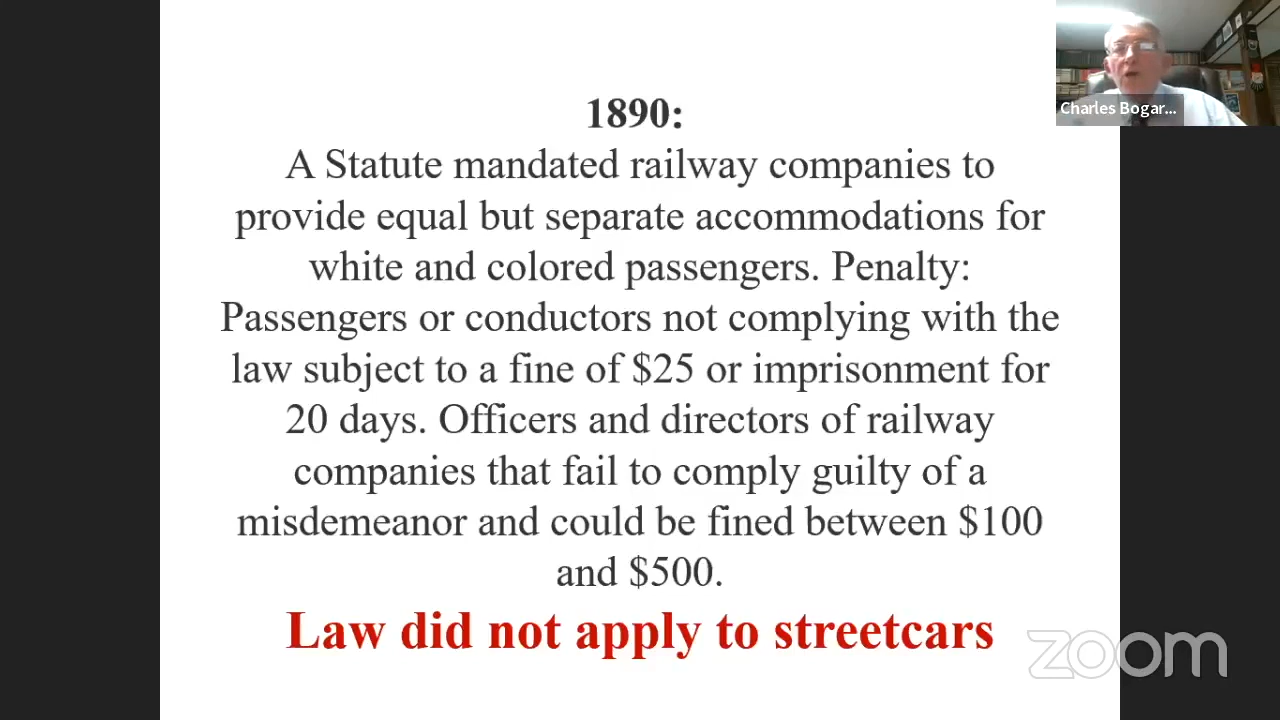 1890:
A Statute mandated railway companies to
provide equal but separate accommodations for
white and colored passengers. Penalty:
Passengers or conductors not complying with the
law subject to a fine of $25 or imprisonment for
20 days. Officers and directors of railway
companies that fail to comply guilty of a
misdemeanor and could be fined between $100
and $500.
Law did not apply to streetcars
Charles Bogar...
zoom